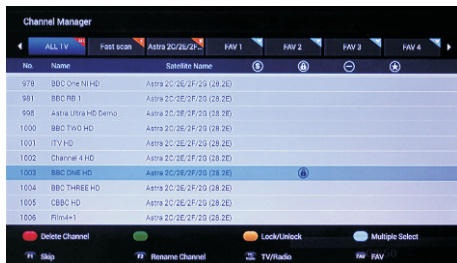 Channel Manager
ALL TV Fast scan Astra 2C/2E/2F... FAV 1 FAV 2 FAV 3 FAV 4
No. Name Satellite Name
978 BBC One NI HD Astra 2C/2E/2F/2G (28.2E)
981 BBC RB 1 Astra 2C/2E/2F/2G (28.2E)
998 Astra Ultra HD Demo Astra 2C/2E/2F/2G (28.2E)
1000 BBC TWO HD Astra 2C/2E/2F/2G (28.2E)
1001 ITV HD Astra 2C/2E/2F/2G (28.2E)
1002 Channel 4 HD Astra 2C/2E/2F/2G (28.2E)
1003 BBC ONE HD Astra 2C/2E/2F/2G (28.2E)
1004 BBC THREE HD Astra 2C/2E/2F/2G (28.2E)
1005 CBBC HD Astra 2C/2E/2F/2G (28.2E)
1006 Film4+1 Astra 2C/2E/2F/2G (28.2E)
Delete Channel Lock/Unlock Multiple Select
F1 Skip F2 Rename Channel TV/Radio FAV FAV